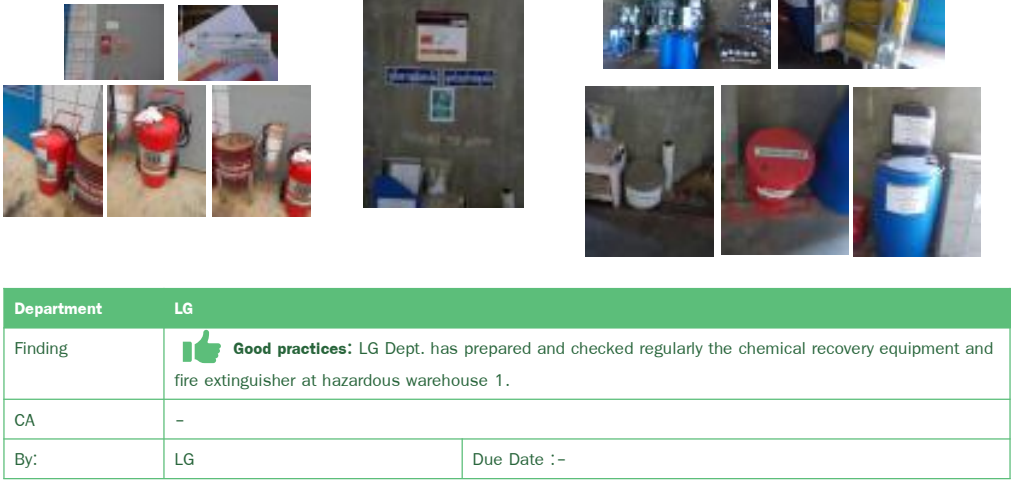 Department LG
Finding Good practices: LG Dept. has prepared and checked regularly the chemical recovery equipment and
fire extinguisher at hazardous warehouse 1.
CA –
By: LG Due Date :–